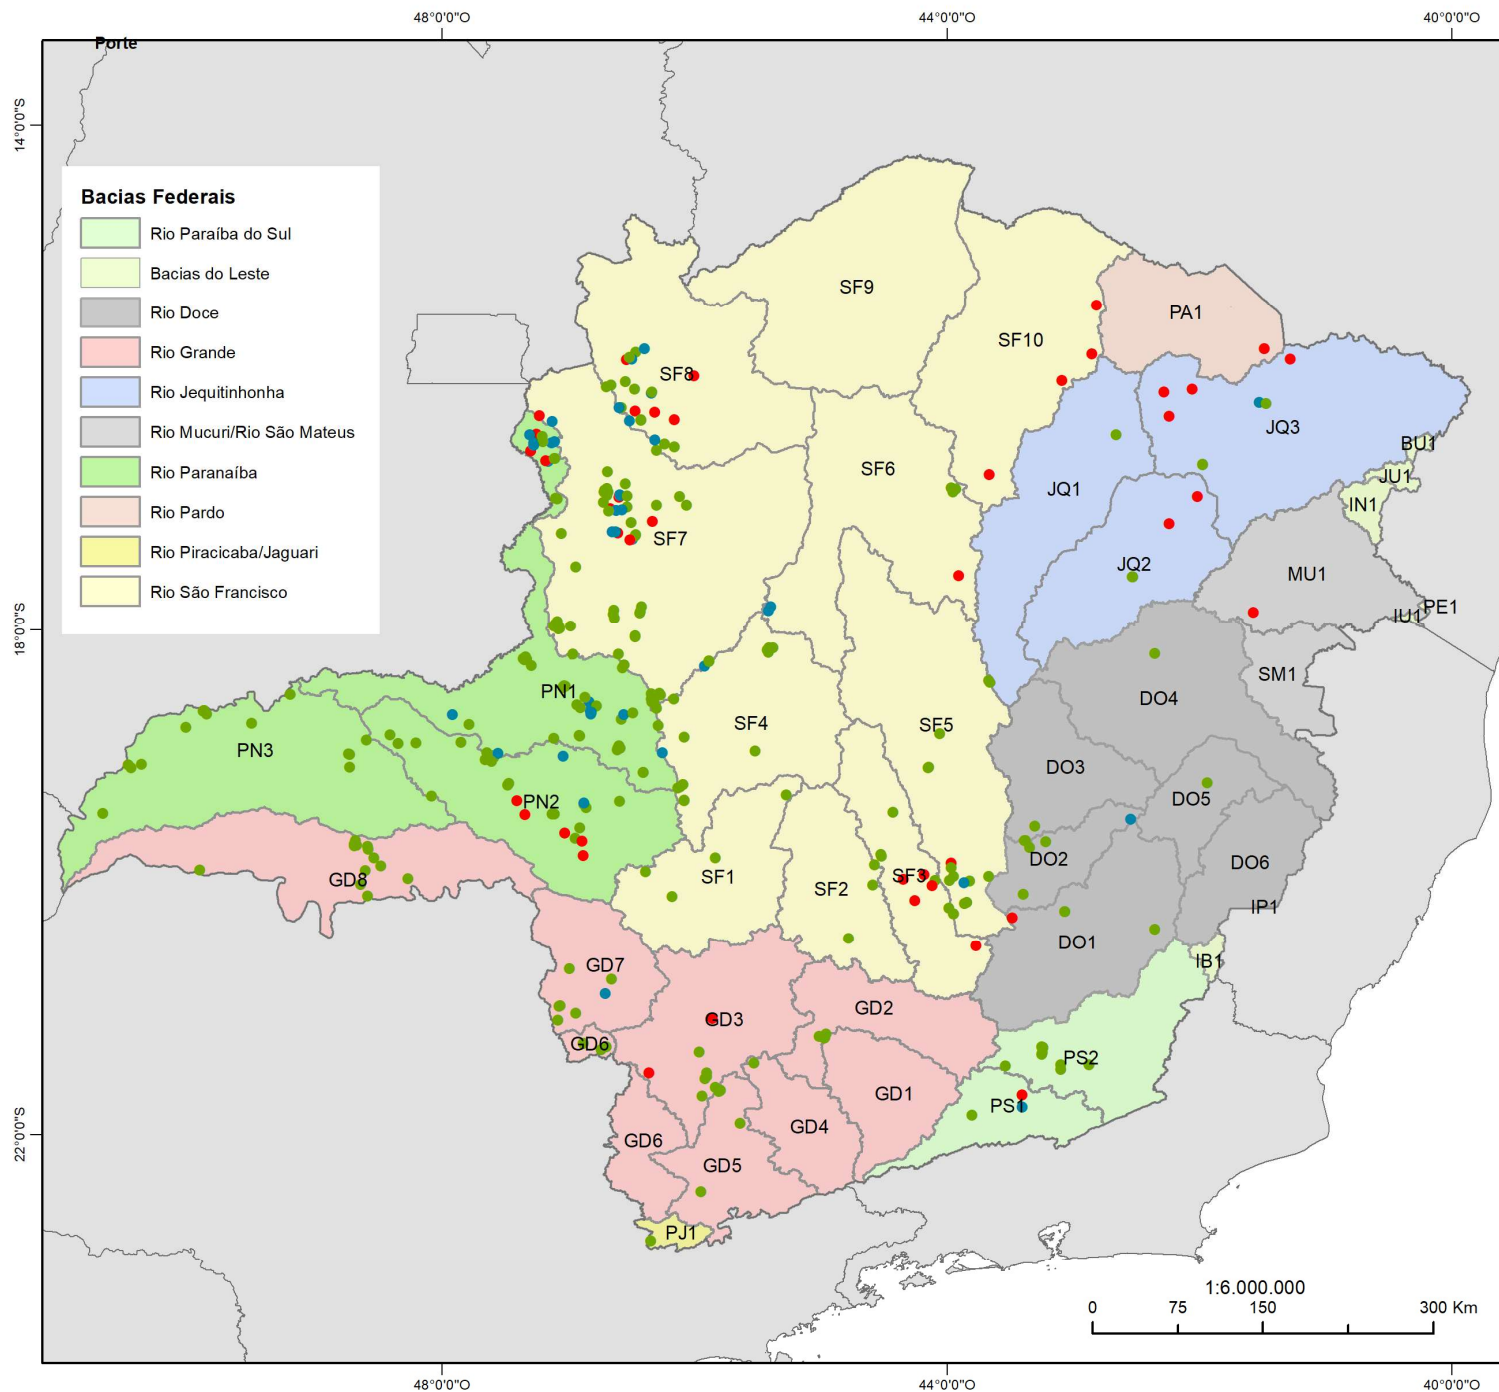 48°0'0"O
44°0'0"O
40°0'0"O
Porte
14°0'0"S
18°0'0"S
22°0'0"S
Bacias Federais
Rio Paraíba do Sul
Bacias do Leste
Rio Doce
Rio Grande
Rio Jequitinhonha
Rio Mucuri/Rio São Mateus
Rio Paranaíba
Rio Pardo
Rio Piracicaba/Jaguari
Rio São Francisco
SF9
PA1
SF10
SF8
JQ3
BU1
SF6
JU1
JQ1
IN1
SF7
JQ2
MU1
PE1
IU1
SM1
PN1
DO4
SF4
SF5
PN3
DO3
DO5
PN2
DO2
DO6
SF1
SF3
GD8
SF2
IP1
DO1
IB1
GD7
GD2
GD3
GD6
PS2
GD1
PS1
GD4
GD6
GD5
PJ1
1:6.000.000
0
75
150
300 Km
48°0'0"O
44°0'0"O
40°0'0"O